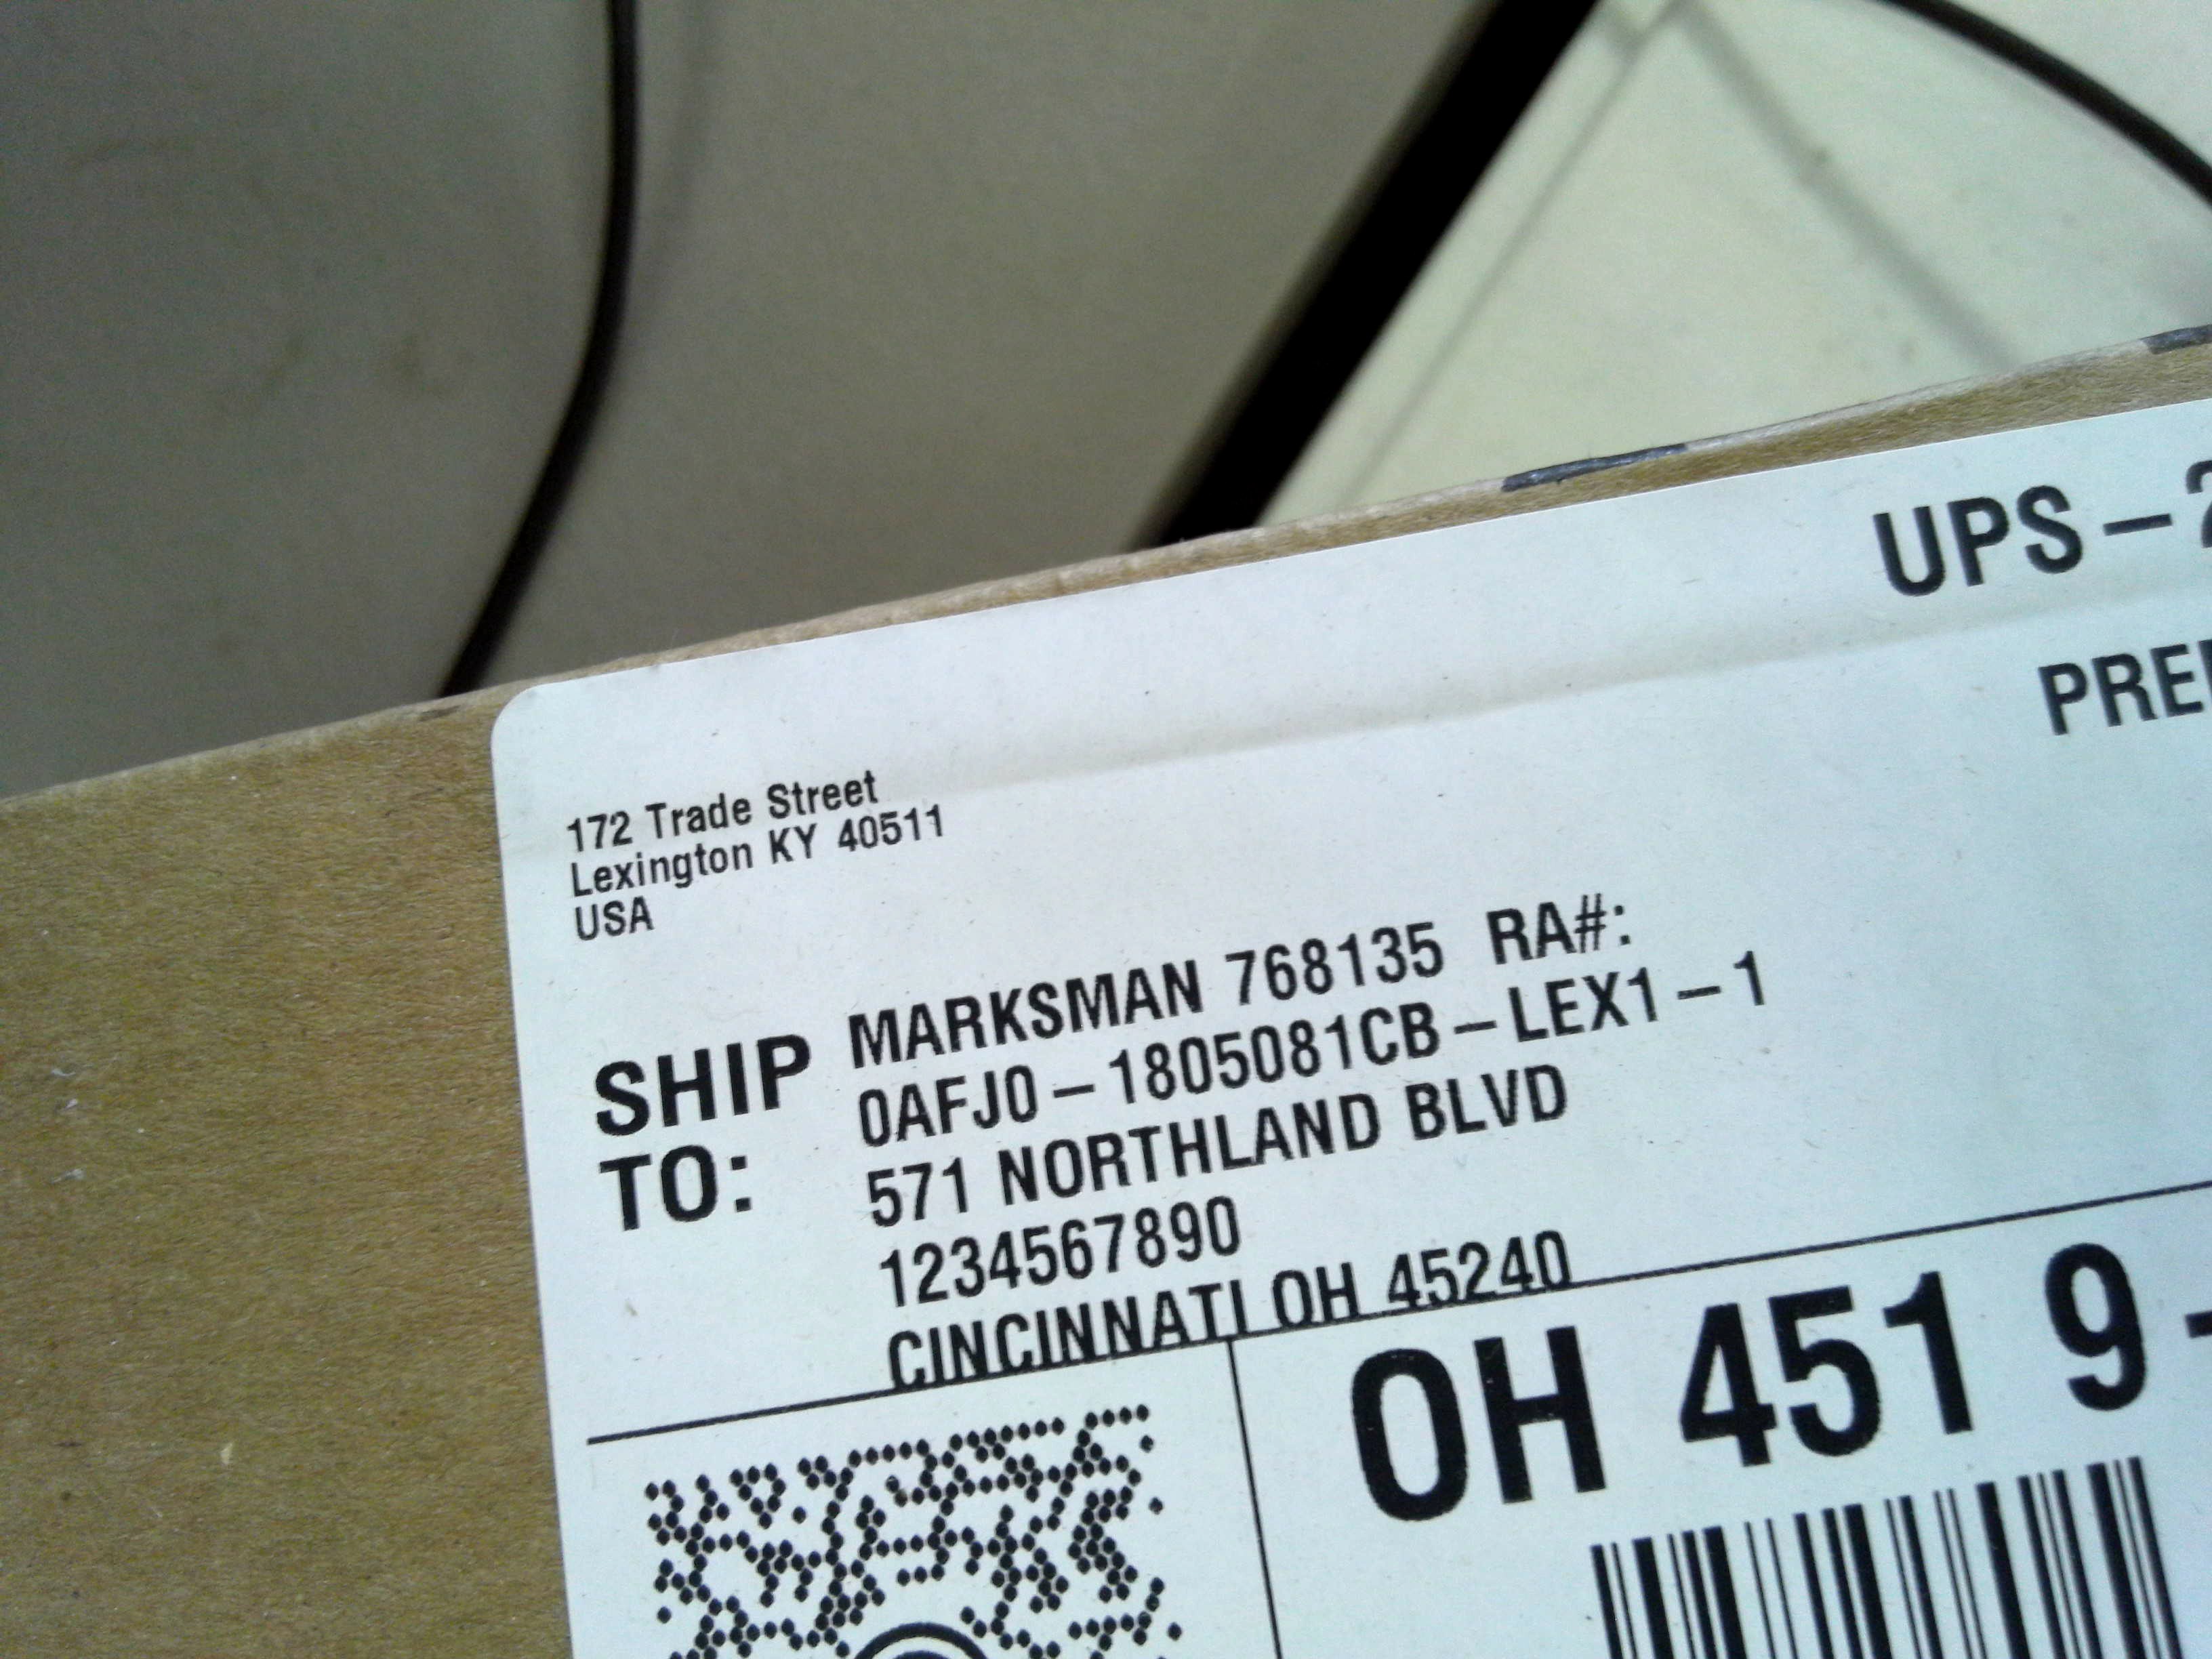 UPS – 2
PRE
172 Trade Street
Lexington KY 40511
USA
SHIP TO:
MARKSMAN 768135 RA#:
0AFJ0 – 1805081CB – LEX1 – 1
571 NORTHLAND BLVD
1234567890
CINCINNATI OH 45240
OH 451 9 -